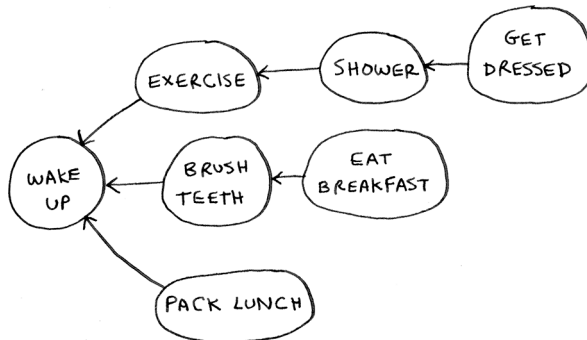 GET
DRESSED
SHOWER
EXERCISE
EAT
BREAKFAST
BRUSH
TEETH
WAKE
UP
PACK LUNCH